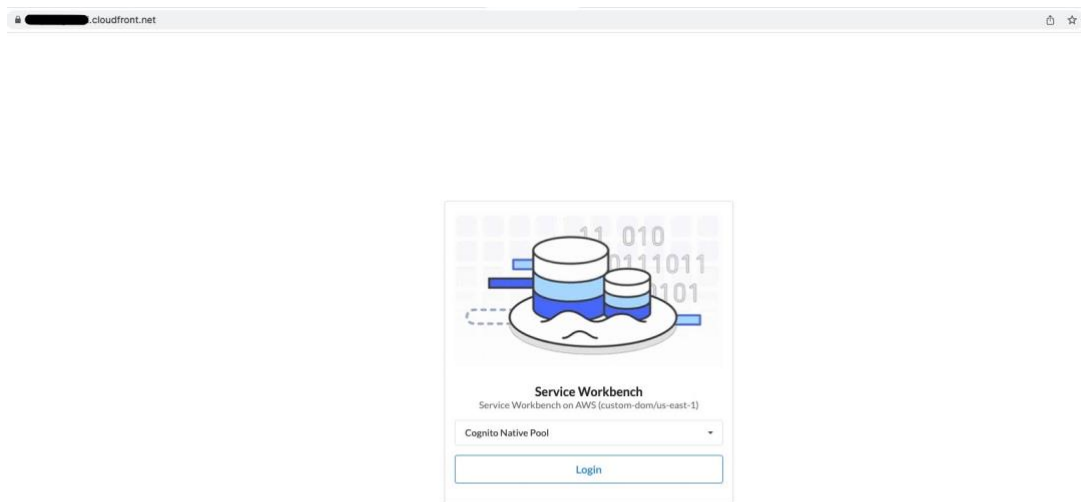 .cloudfront.net
11 010
0111011
0101
Service Workbench
Service Workbench on AWS (custom-dom/us-east-1)
Cognito Native Pool
Login